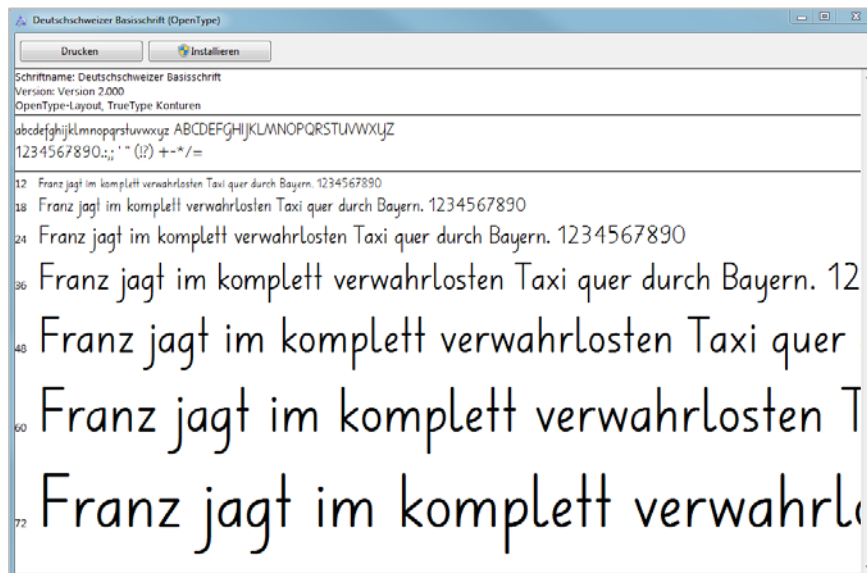 Deutschschweizer Basisschrift (OpenType)
Drucken Installieren
Schriftname: Deutschschweizer Basisschrift
Version: Version 2.000
OpenType-Layout, TrueType Konturen
abcdefghijklmnopqrstuvwxyz ABCDEFGHIJKLMNOPQRSTUVWXYZ
1234567890.:,; ' " (!?) +-*/=
12 Franz jagt im komplett verwahrlosten Taxi quer durch Bayern. 1234567890
18 Franz jagt im komplett verwahrlosten Taxi quer durch Bayern. 1234567890
24 Franz jagt im komplett verwahrlosten Taxi quer durch Bayern. 1234567890
36 Franz jagt im komplett verwahrlosten Taxi quer durch Bayern. 12
48 Franz jagt im komplett verwahrlosten Taxi quer
60 Franz jagt im komplett verwahrlosten T
72 Franz jagt im komplett verwahrlo